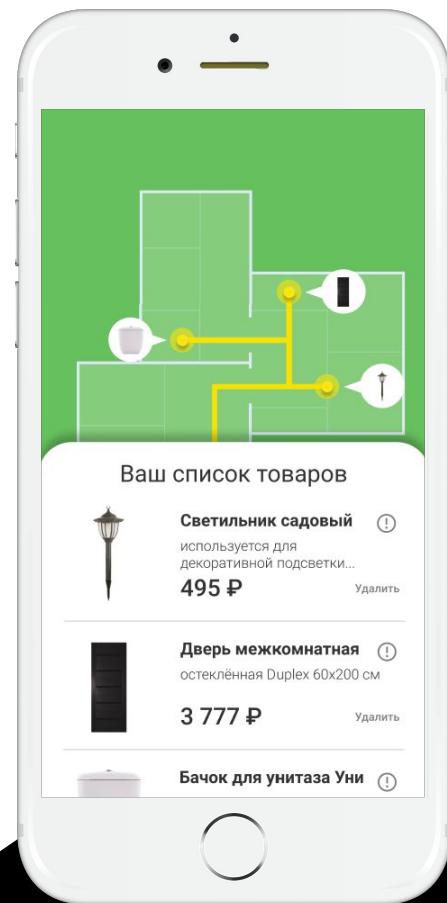 Ваш список товаров
Светильник садовый
используется для
декоративной подсветки...
495 ₽
Удалить
Дверь межкомнатная
остеклённая Duplex 60x200 см
3 777 ₽
Удалить
Бачок для унитаза Уни